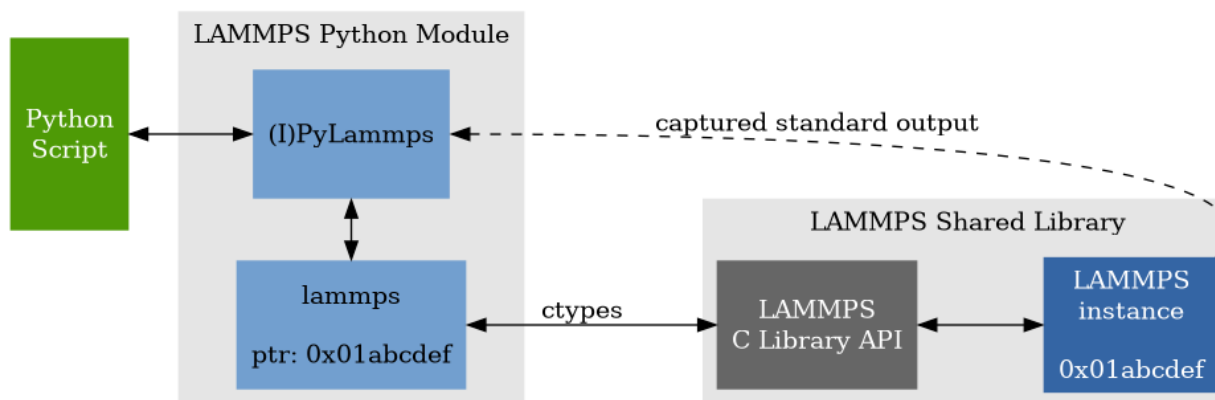 LAMMPS Python Module
Python
Script
(I)PyLammps
captured standard output
LAMMPS Shared Library
lammps
ptr: 0x01abcdef
ctypes
LAMMPS
C Library API
LAMMPS
instance
0x01abcdef